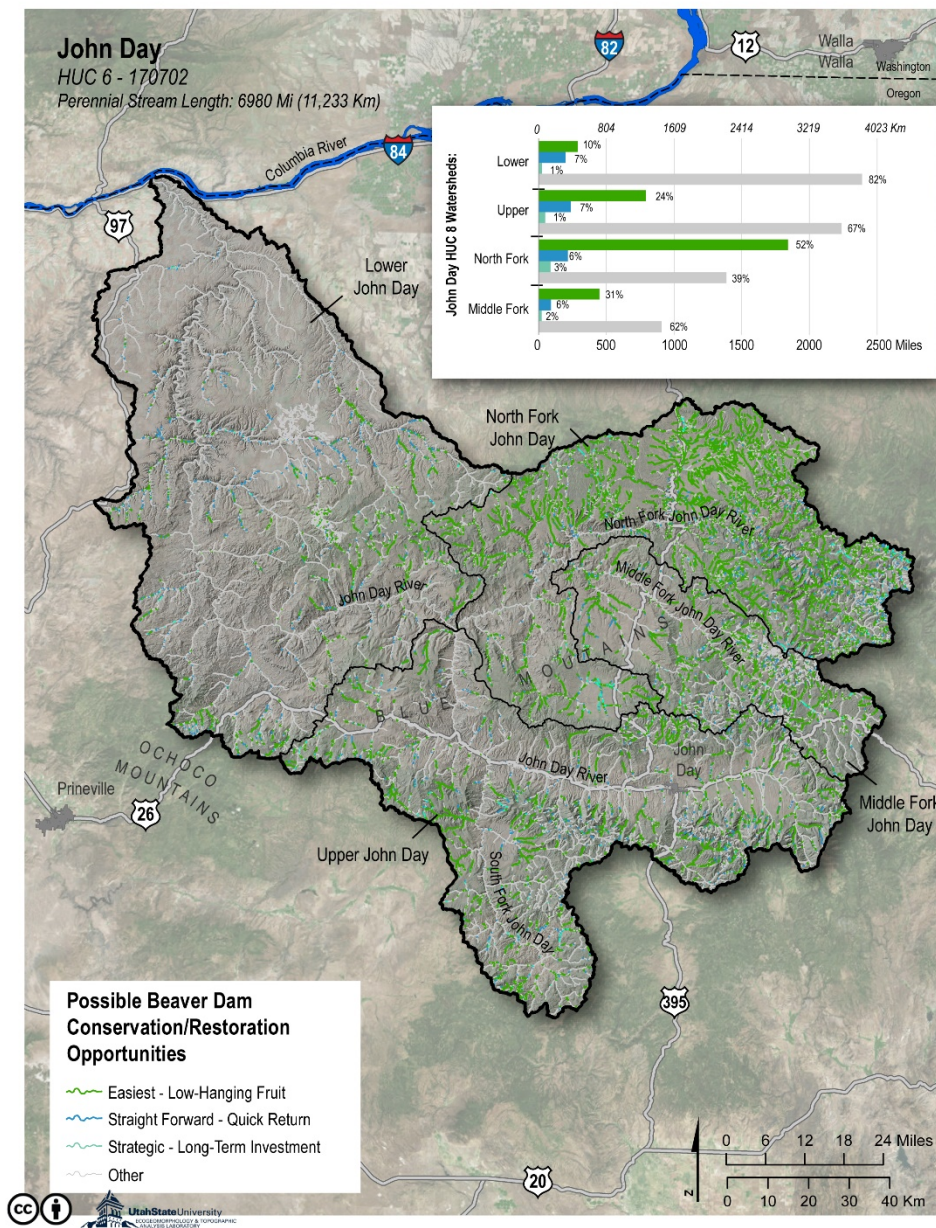 John Day
HUC 6 - 170702
Perennial Stream Length: 6980 Mi (11,233 Km)
82
12
Walla
Walla
Washington
Oregon
Columbia River
84
97
John Day HUC 8 Watersheds:
0 804 1609 2414 3219 4023 Km
Lower
10%
7%
1%
82%
Upper
24%
7%
1%
67%
North Fork
52%
6%
3%
39%
Middle Fork
31%
6%
2%
62%
0 500 1000 1500 2000 2500 Miles
Lower
John Day
North Fork
John Day
North Fork John Day River
Middle Fork John Day River
John Day River
BLUE MOUTAINS
John
Day
John Day River
OCHOCO
MOUNTAINS
Prineville
26
Middle Fork
John Day
Upper John Day
South Fork John Day
395
20
Possible Beaver Dam
Conservation/Restoration
Opportunities
Easiest - Low-Hanging Fruit
Straight Forward - Quick Return
Strategic - Long-Term Investment
Other
N
0 6 12 18 24 Miles
0 10 20 30 40 Km
cc
UtahStateUniversity
ECOGEOMORPHOLOGY & TOPOGRAPHIC
ANALYSIS LABORATORY